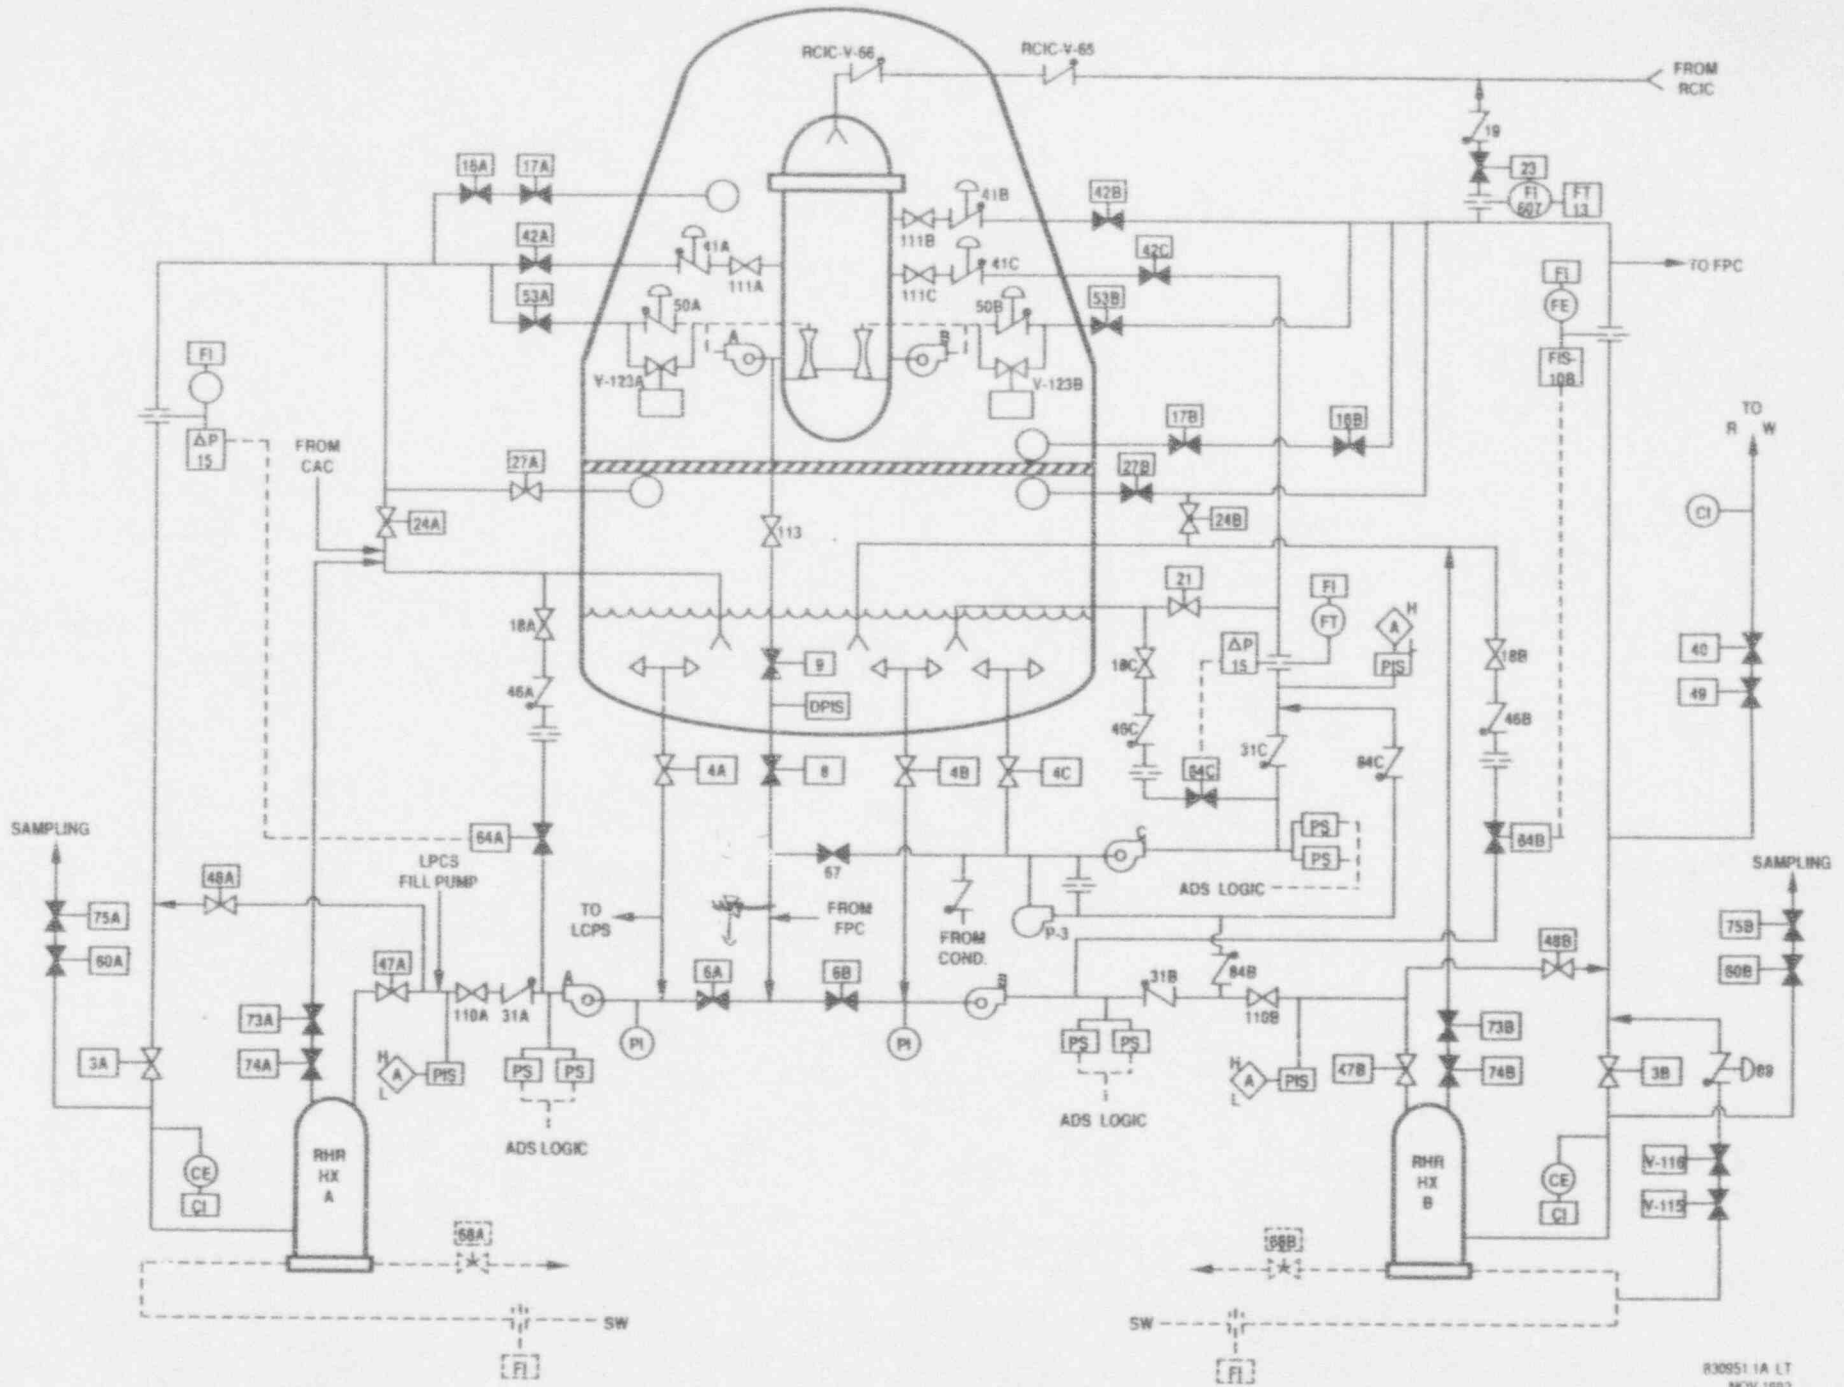 RCIC-V-66
RCIC-V-65
FROM
RCIC
19
16A
17A
23
FI
607
FT
13
41B
42B
42A
41A
111B
42C
41C
111A
111C
TO FPC
53A
50A
50B
53B
FI
FE
FIS-
10B
A
B
FI
V-123A
V-123B
ΔP
15
FROM
CAC
17B
16B
TO
R W
27A
27B
24A
113
24B
CI
21
FI
FT
H
A
L
PIS
18A
18C
ΔP
15
18B
40
9
49
46A
DPIS
46C
46B
31C
84C
4A
8
4B
4C
64C
SAMPLING
64A
PS
PS
64B
C
LPCS
FILL PUMP
67
SAMPLING
48A
ADS LOGIC
75A
TO
LCPS
FROM
FPC
FROM
COND.
P-3
75B
60A
47A
48B
60B
A
6A
6B
31B
84B
B
110A
31A
110B
73A
73B
PI
PI
PS
PS
3A
74A
H
A
L
PIS
PS
PS
H
A
L
PIS
47B
74B
3B
89
ADS LOGIC
ADS LOGIC
RHR
HX
A
RHR
HX
B
CE
CI
CE
CI
V-116
V-115
68A
68B
SW
SW
FI
FI
830951.1A LT
NOV 1983